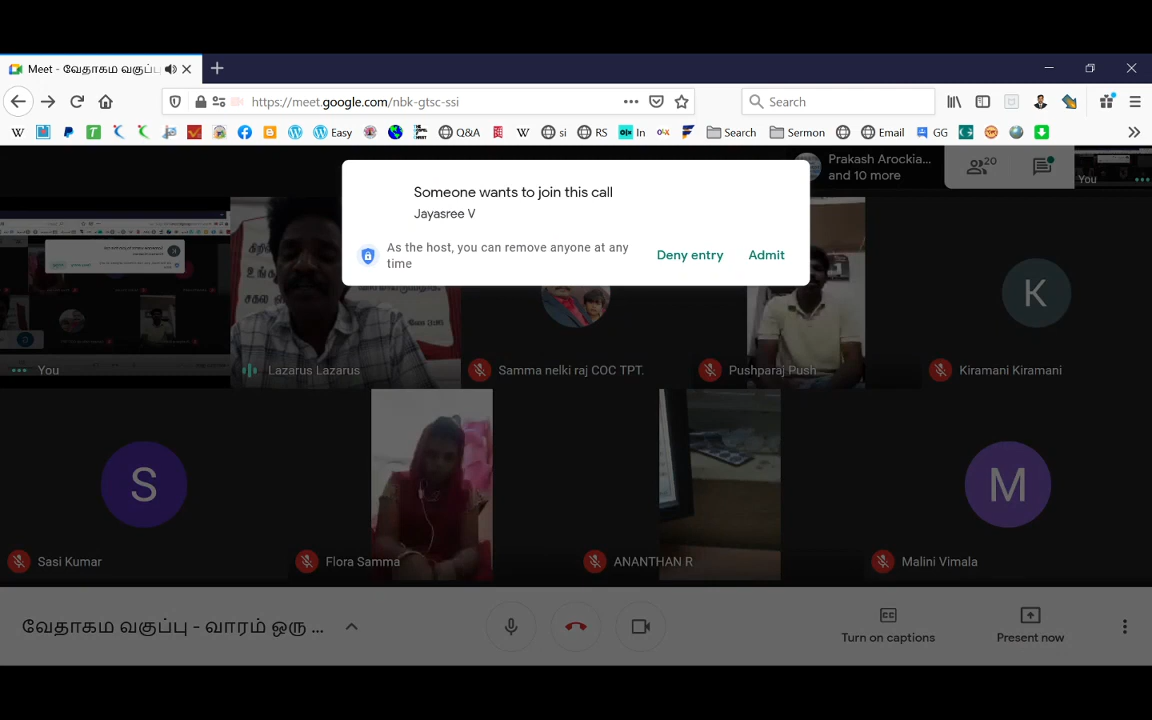 Meet - வேதாகம வகுப்பு
https://meet.google.com/nbk-gtsc-ssi
Search
Easy
Q&A
si
RS
In
Search
Sermon
Email
GG
Someone wants to join this call
Jayasree V
As the host, you can remove anyone at any
time
Deny entry
Admit
Prakash Arockia...
and 10 more
20
You
You
Lazarus Lazarus
Samma nelki raj COC TPT.
Pushparaj Push
K
Kiramani Kiramani
S
Sasi Kumar
Flora Samma
ANANTHAN R
M
Malini Vimala
வேதாகம வகுப்பு - வாரம் ஒரு ...
Turn on captions
Present now